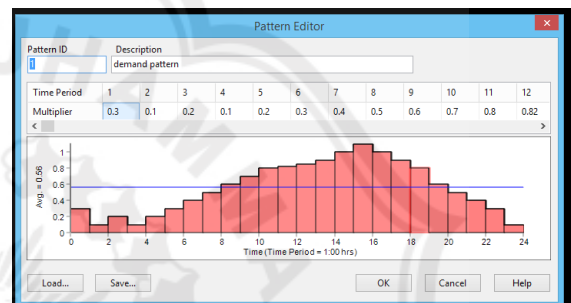 Pattern Editor
×
Pattern ID Description
1 demand pattern
Time Period 1 2 3 4 5 6 7 8 9 10 11 12
Multiplier 0.3 0.1 0.2 0.1 0.2 0.3 0.4 0.5 0.6 0.7 0.8 0.82
< >
Avg. = 0.56
1
0.8
0.6
0.4
0.2
0
0 2 4 6 8 10 12 14 16 18 20 22 24
Time (Time Period = 1:00 hrs)
Load... Save... OK Cancel Help